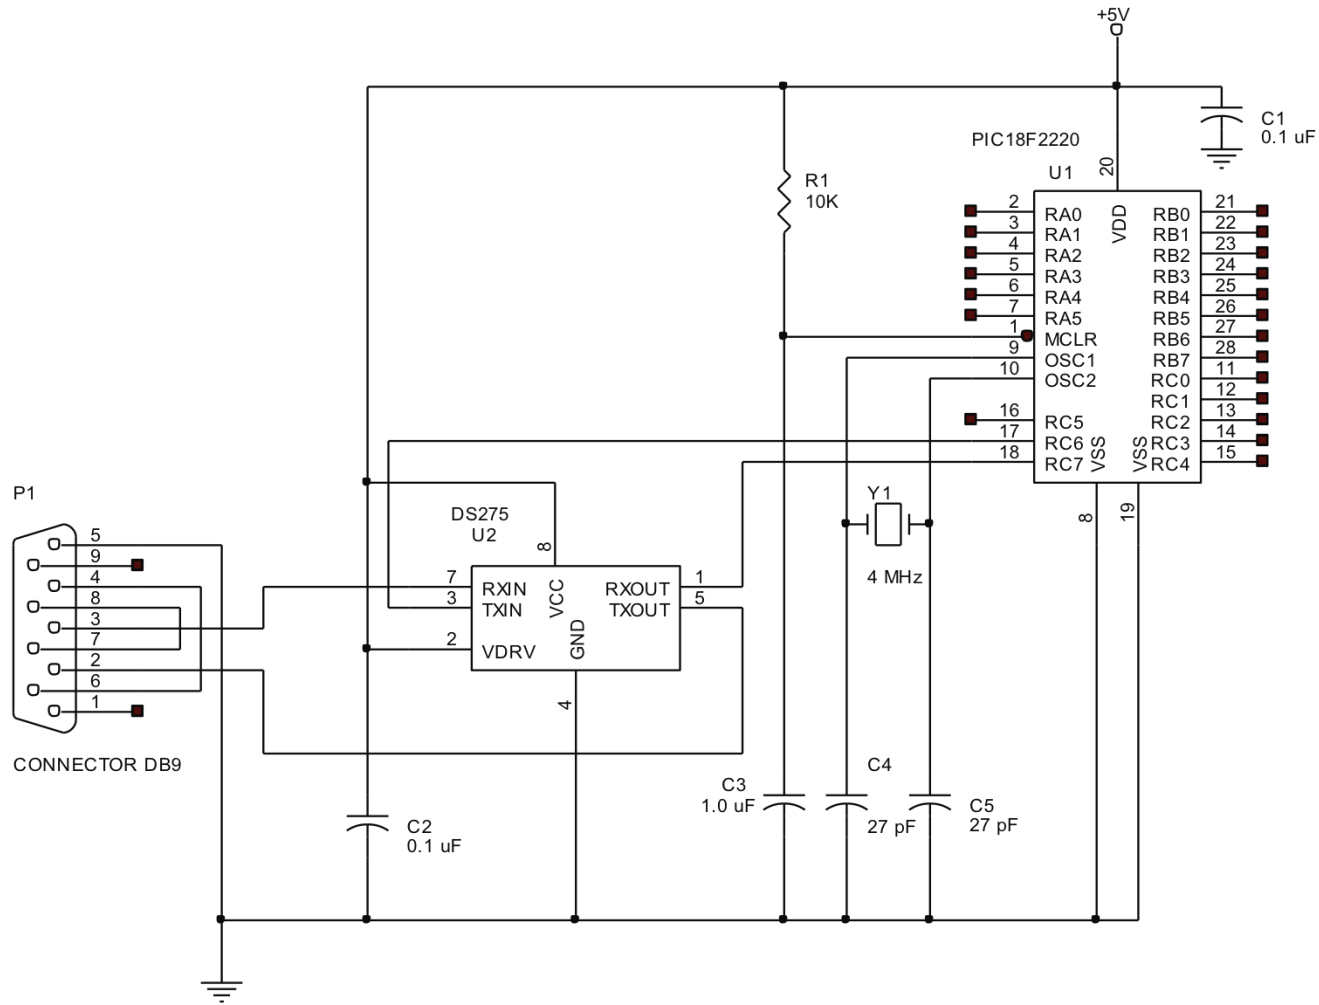 +5V
C1
0.1 uF
PIC18F2220
U1
20
R1
10K
VDD
2 RA0 RB0 21
3 RA1 RB1 22
4 RA2 RB2 23
5 RA3 RB3 24
6 RA4 RB4 25
7 RA5 RB5 26
1 MCLR RB6 27
9 OSC1 RB7 28
10 OSC2 RC0 11
RC1 12
16 RC5 RC2 13
17 RC6 VSS VSS RC3 14
18 RC7 RC4 15
8
19
P1
Y1
4 MHz
DS275
U2
8
7 RXIN VCC RXOUT 1
3 TXIN TXOUT 5
2 VDRV GND
4
5
9
4
8
3
7
2
6
1
CONNECTOR DB9
C3
1.0 uF
C4
27 pF
C5
27 pF
C2
0.1 uF